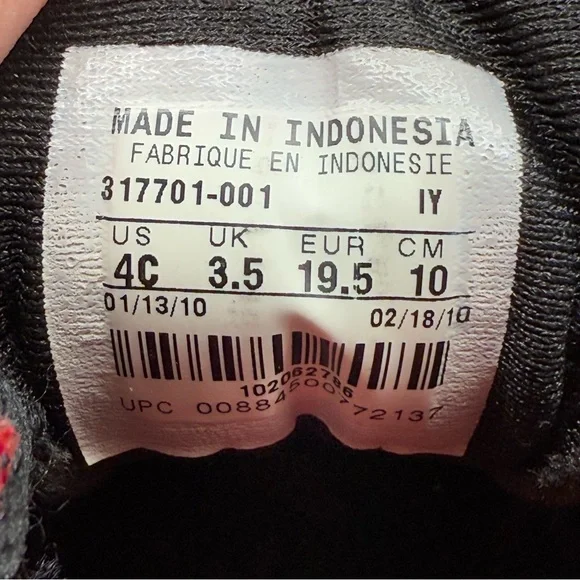 MADE IN INDONESIA
FABRIQUE EN INDONESIE
317701-001 IY
US UK EUR CM
4C 3.5 19.5 10
01/13/10 02/18/10
102062786
UPC 00884500772137